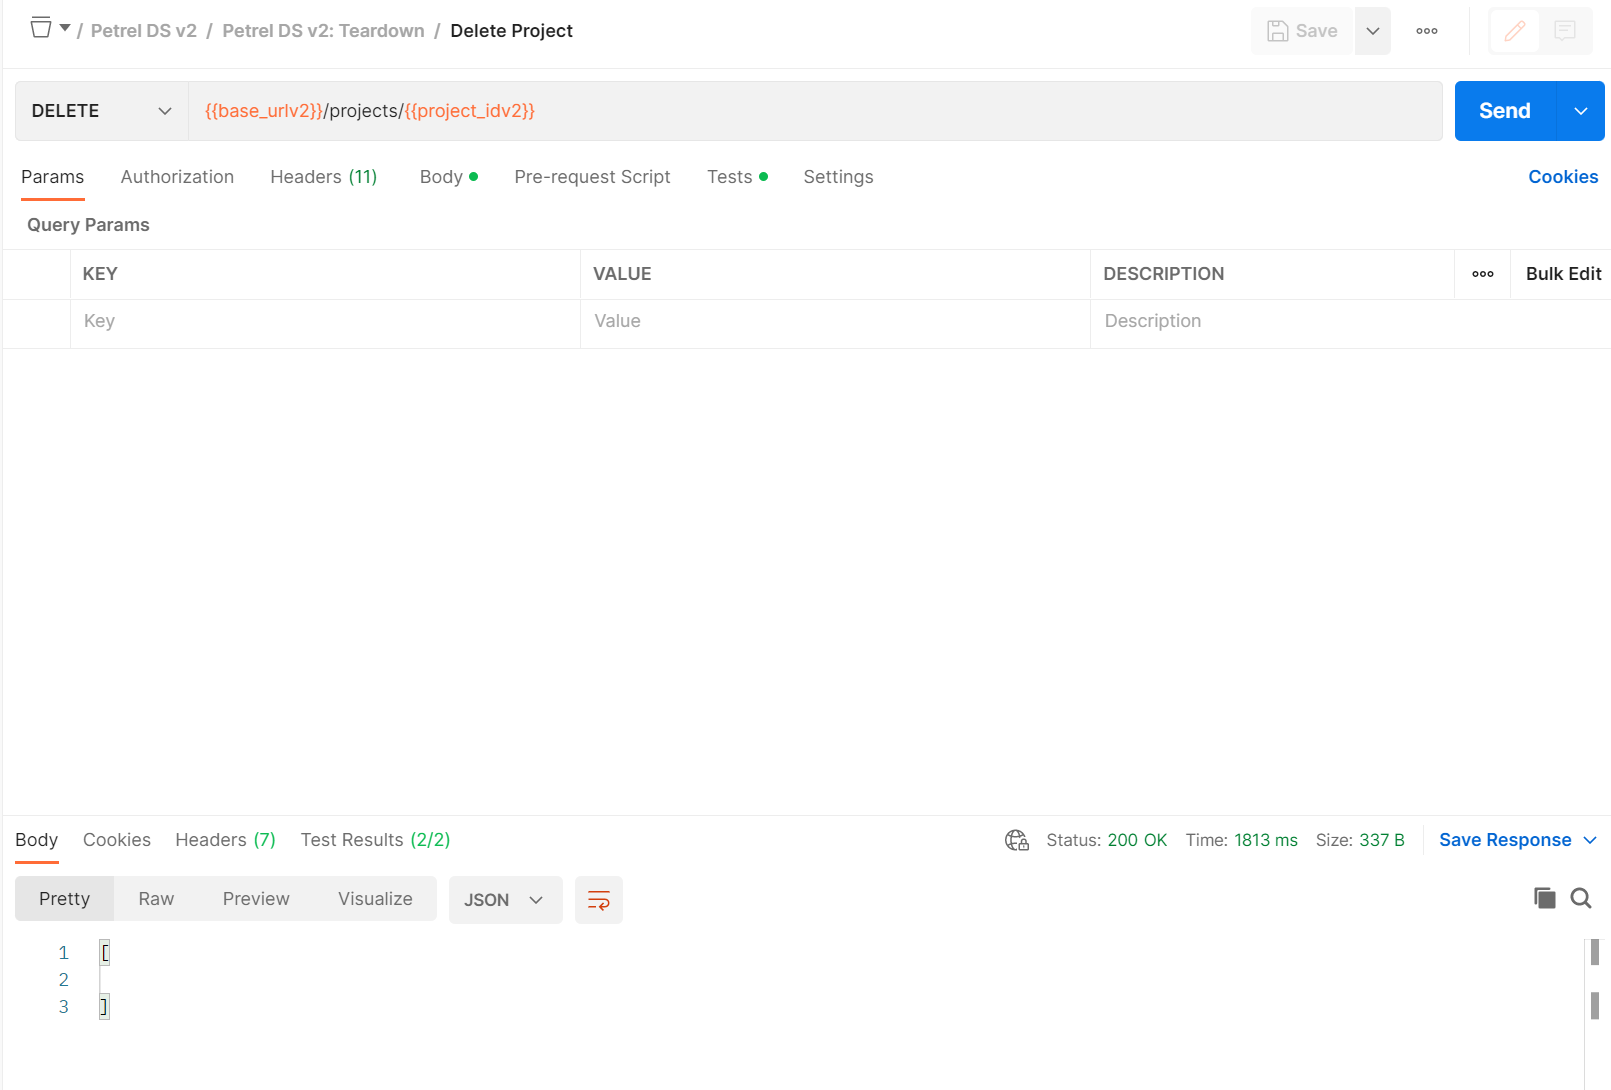 / Petrel DS v2 / Petrel DS v2: Teardown / Delete Project
Save
DELETE
{{base_urlv2}}/projects/{{project_idv2}}
Send
Params Authorization Headers (11) Body Pre-request Script Tests Settings Cookies
Query Params
KEY VALUE DESCRIPTION Bulk Edit
Key Value Description
Body Cookies Headers (7) Test Results (2/2) Status: 200 OK Time: 1813 ms Size: 337 B Save Response
Pretty Raw Preview Visualize JSON
1 [
2
3 ]